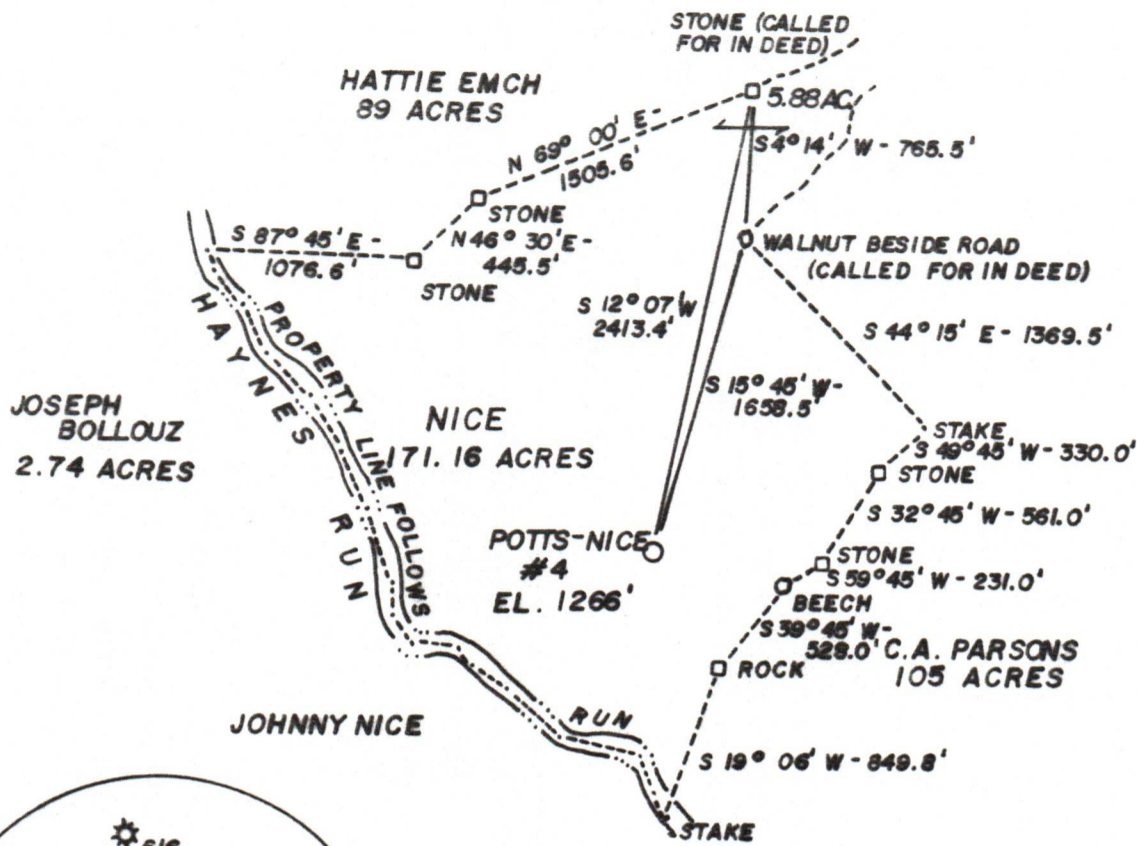 STONE (CALLED
FOR IN DEED)
HATTIE EMCH
89 ACRES
5.88 AC
N 69° 00' E -
1505.6'
S 4° 14' W - 765.5'
STONE
S 87° 45' E -
1076.6'
N 46° 30' E -
445.5'
STONE
WALNUT BESIDE ROAD
(CALLED FOR IN DEED)
S 12° 07' W
2413.4'
S 44° 15' E - 1369.5'
S 15° 45' W -
1658.5'
HAYNES RUN
PROPERTY LINE FOLLOWS
RUN
JOSEPH
BOLLOUZ
2.74 ACRES
NICE
171.16 ACRES
STAKE
S 49° 45' W - 330.0'
STONE
S 32° 45' W - 561.0'
POTTS-NICE
#4
EL. 1266'
STONE
S 59° 45' W - 231.0'
BEECH
S 39° 45' W -
528.0'
C.A. PARSONS
105 ACRES
ROCK
JOHNNY NICE
S 19° 06' W - 849.8'
STAKE